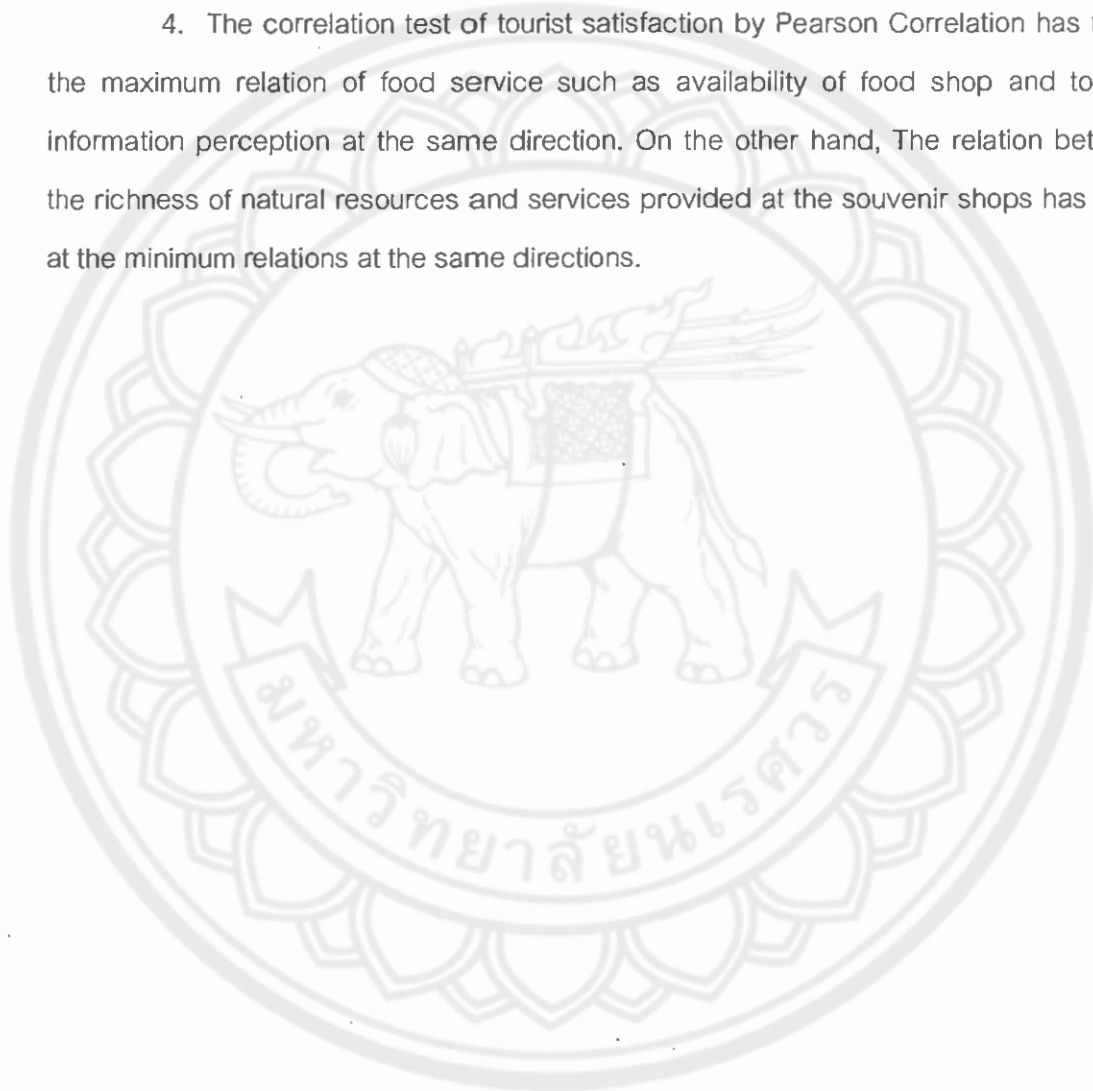 4. The correlation test of tourist satisfaction by Pearson Correlation has
the maximum relation of food service such as availability of food shop and
information perception at the same direction. On the other hand, The relation
the richness of natural resources and services provided at the souvenir shops has
at the minimum relations at the same directions.
มหาวิทยาลัยนเรศวร